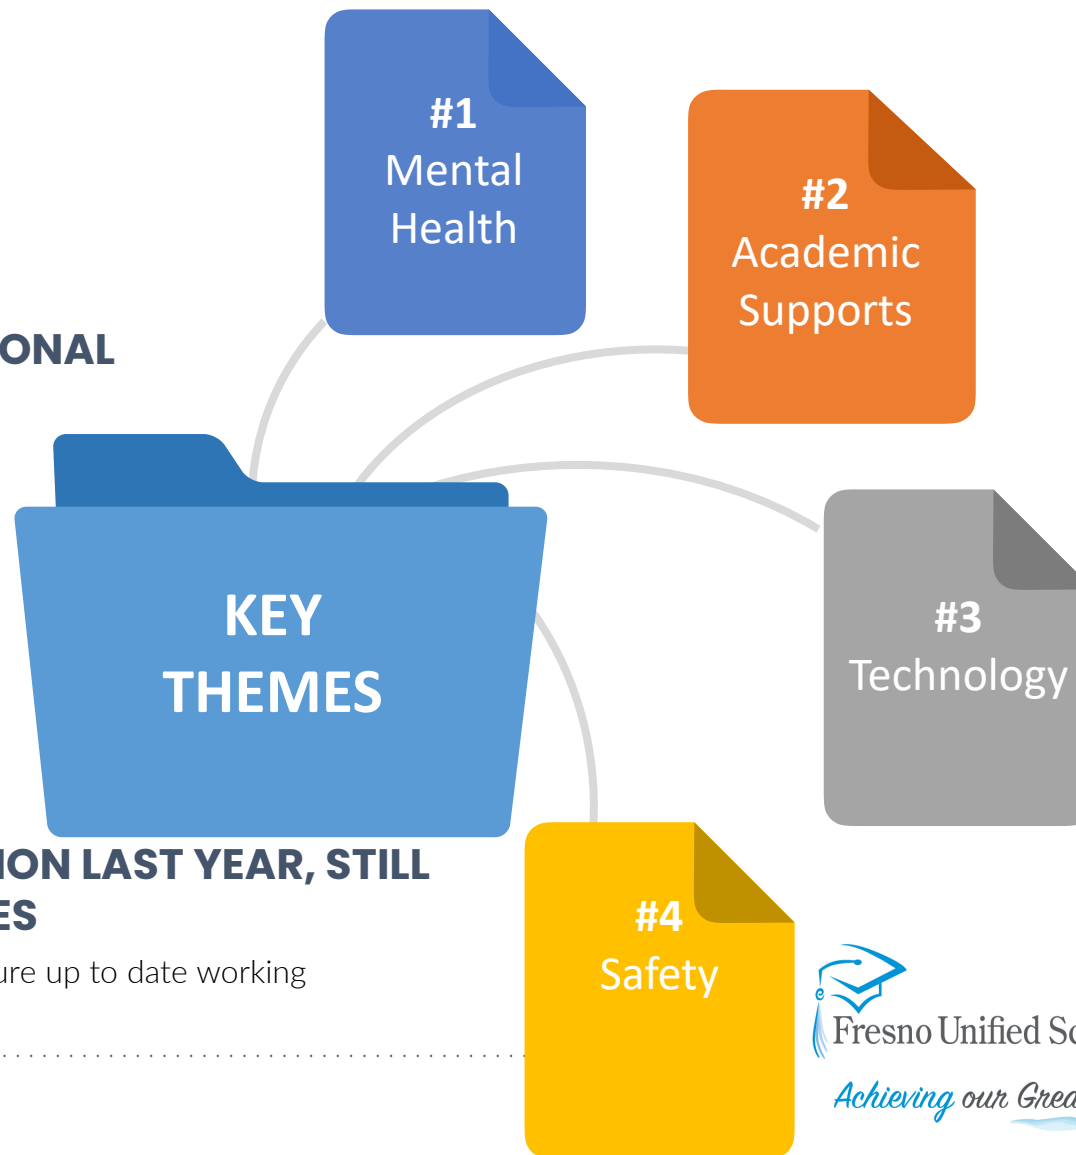 #1
Mental
Health
#2
Academic
Supports
ONAL
KEY
THEMES
#3
Technology
ION LAST YEAR, STILL
ES
ure up to date working
#4
Safety
Fresno Unified Sc
Achieving our Grea